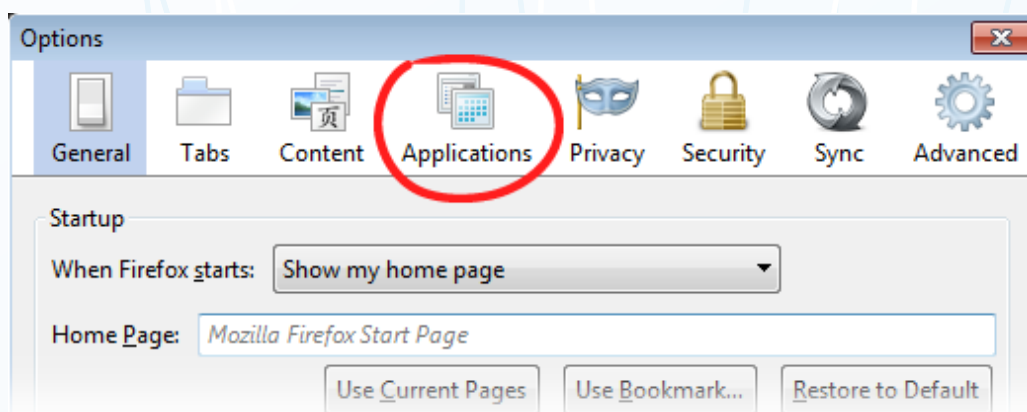 Options
General Tabs Content Applications Privacy Security Sync Advanced
页
Startup
When Firefox starts: Show my home page
Home Page: Mozilla Firefox Start Page
Use Current Pages Use Bookmark... Restore to Default